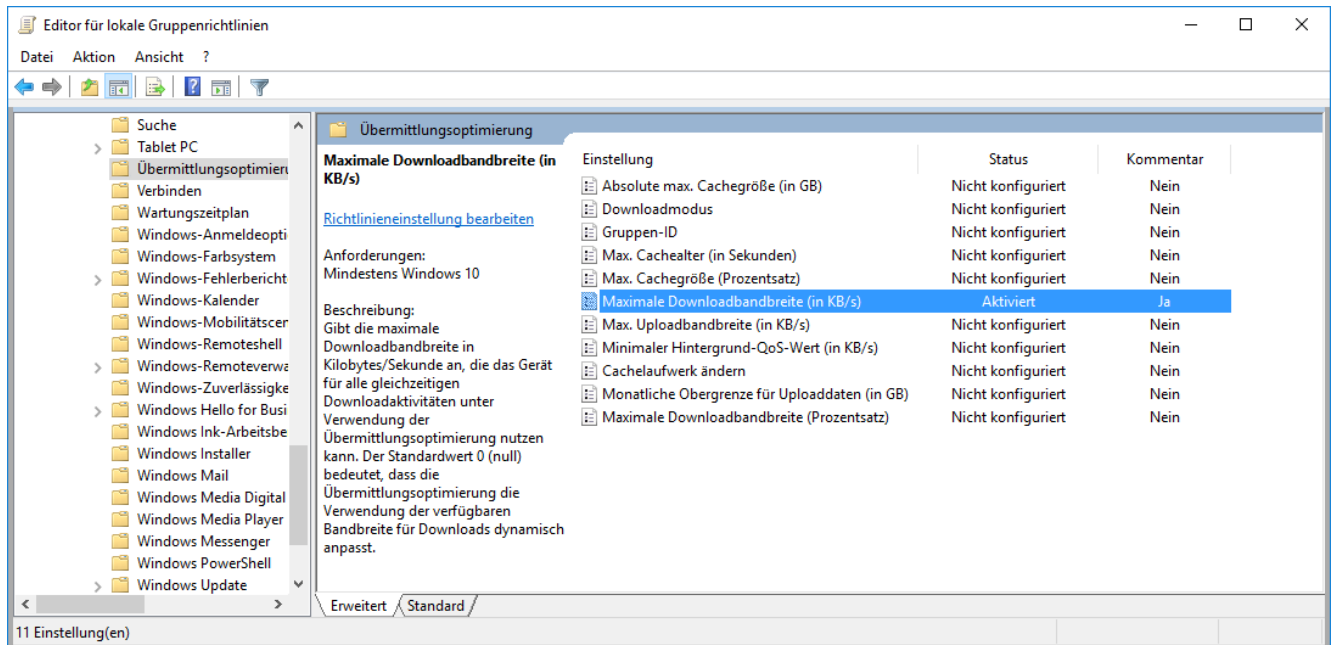 Editor für lokale Gruppenrichtlinien
Datei Aktion Ansicht ?
Suche
Tablet PC
Übermittlungsoptimieru
Verbinden
Wartungszeitplan
Windows-Anmeldeopti
Windows-Farbsystem
Windows-Fehlerbericht
Windows-Kalender
Windows-Mobilitätscen
Windows-Remoteshell
Windows-Remoteverwa
Windows-Zuverlässigke
Windows Hello for Busi
Windows Ink-Arbeitsbe
Windows Installer
Windows Mail
Windows Media Digital
Windows Media Player
Windows Messenger
Windows PowerShell
Windows Update
Übermittlungsoptimierung
Maximale Downloadbandbreite (in
KB/s)
Richtlinieneinstellung bearbeiten
Anforderungen:
Mindestens Windows 10
Beschreibung:
Gibt die maximale
Downloadbandbreite in
Kilobytes/Sekunde an, die das Gerät
für alle gleichzeitigen
Downloadaktivitäten unter
Verwendung der
Übermittlungsoptimierung nutzen
kann. Der Standardwert 0 (null)
bedeutet, dass die
Übermittlungsoptimierung die
Verwendung der verfügbaren
Bandbreite für Downloads dynamisch
anpasst.
Einstellung Status Kommentar
Absolute max. Cachegröße (in GB) Nicht konfiguriert Nein
Downloadmodus Nicht konfiguriert Nein
Gruppen-ID Nicht konfiguriert Nein
Max. Cachealter (in Sekunden) Nicht konfiguriert Nein
Max. Cachegröße (Prozentsatz) Nicht konfiguriert Nein
Maximale Downloadbandbreite (in KB/s) Aktiviert Ja
Max. Uploadbandbreite (in KB/s) Nicht konfiguriert Nein
Minimaler Hintergrund-QoS-Wert (in KB/s) Nicht konfiguriert Nein
Cachelaufwerk ändern Nicht konfiguriert Nein
Monatliche Obergrenze für Uploaddaten (in GB) Nicht konfiguriert Nein
Maximale Downloadbandbreite (Prozentsatz) Nicht konfiguriert Nein
Erweitert Standard
11 Einstellung(en)